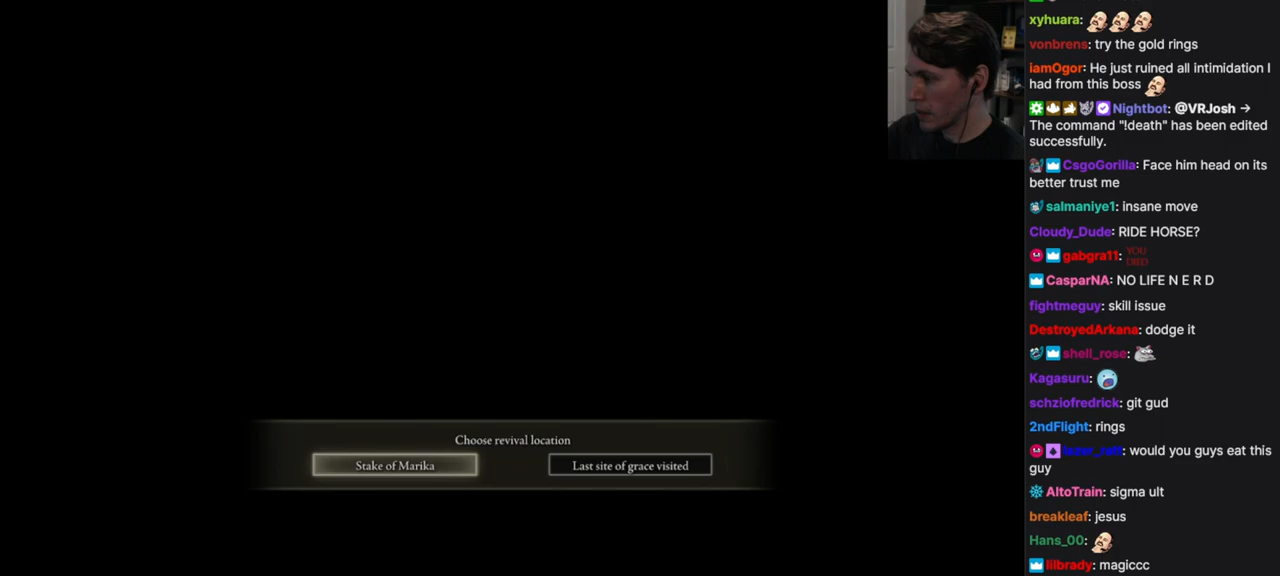 Choose revival location
Stake of Marika
Last site of grace visited
xyhuara:
vonbrens: try the gold rings
iamOgor: He just ruined all intimidation I
had from this boss
Nightbot: @VRJosh →
The command "!death" has been edited
successfully.
CsgoGorilla: Face him head on its
better trust me
salmaniye1: insane move
Cloudy_Dude: RIDE HORSE?
gabgra11: YOU
DIED
CasparNA: NO LIFE N E R D
fightmeguy: skill issue
DestroyedArkana: dodge it
shell_rose:
Kagasuru:
schziofredrick: git gud
2ndFlight: rings
: would you guys eat this
guy
AltoTrain: sigma ult
breakleaf: jesus
Hans_00:
lilbrady: magiccc